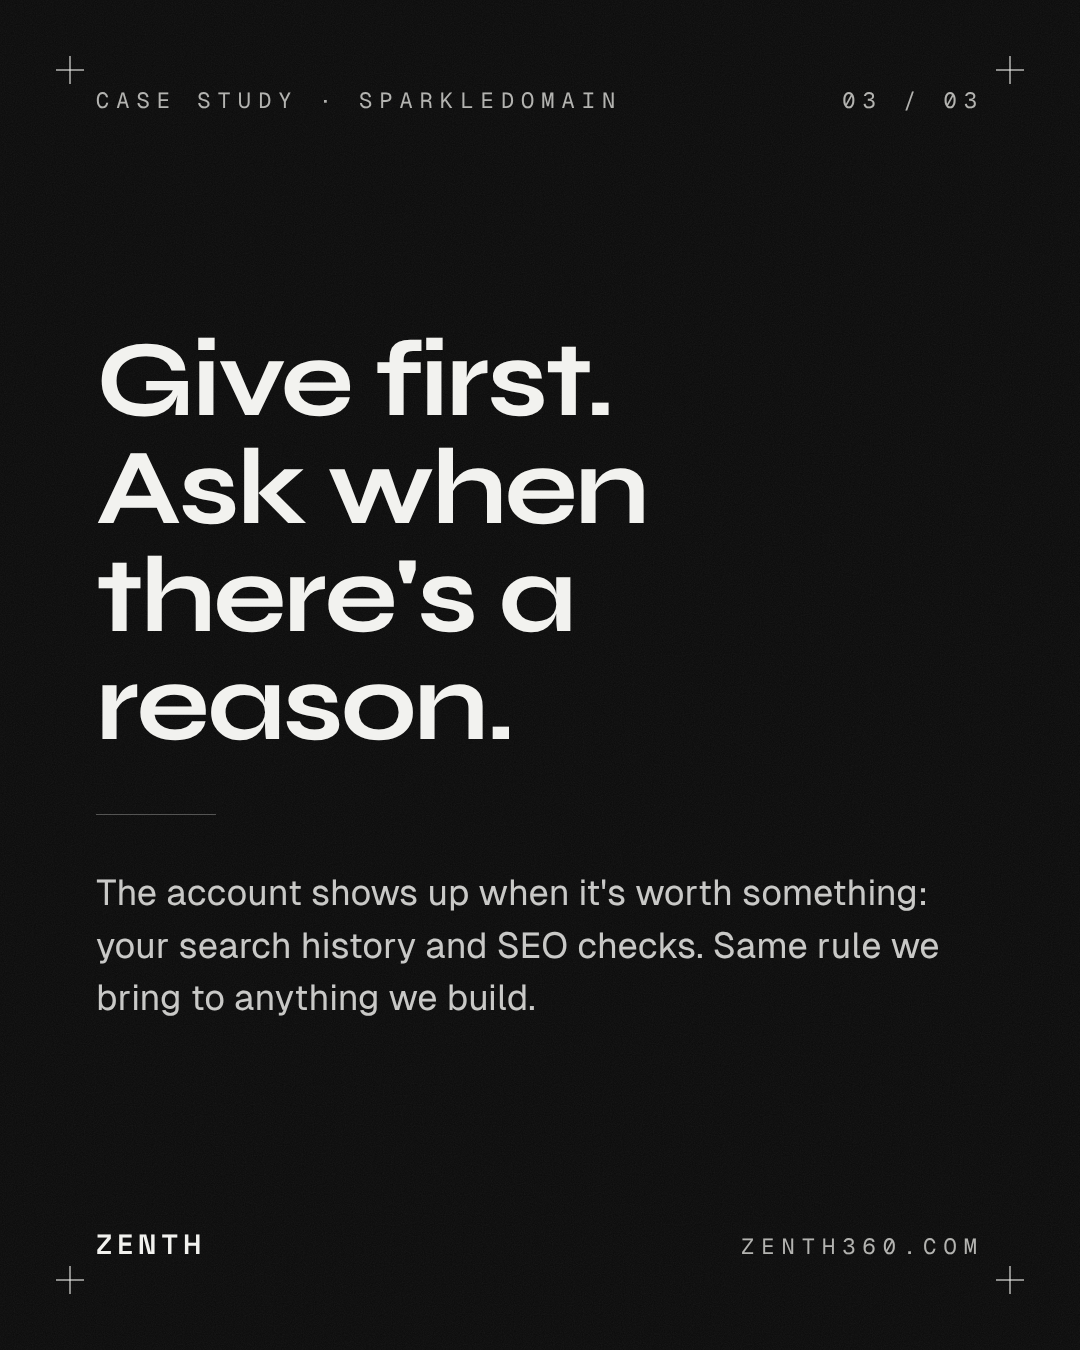 CASE STUDY · SPARKLEDOMAIN
03 / 03
Give first.
Ask when
there's a
reason.
The account shows up when it's worth something:
your search history and SEO checks. Same rule we
bring to anything we build.
ZENTH
ZENTH360.COM